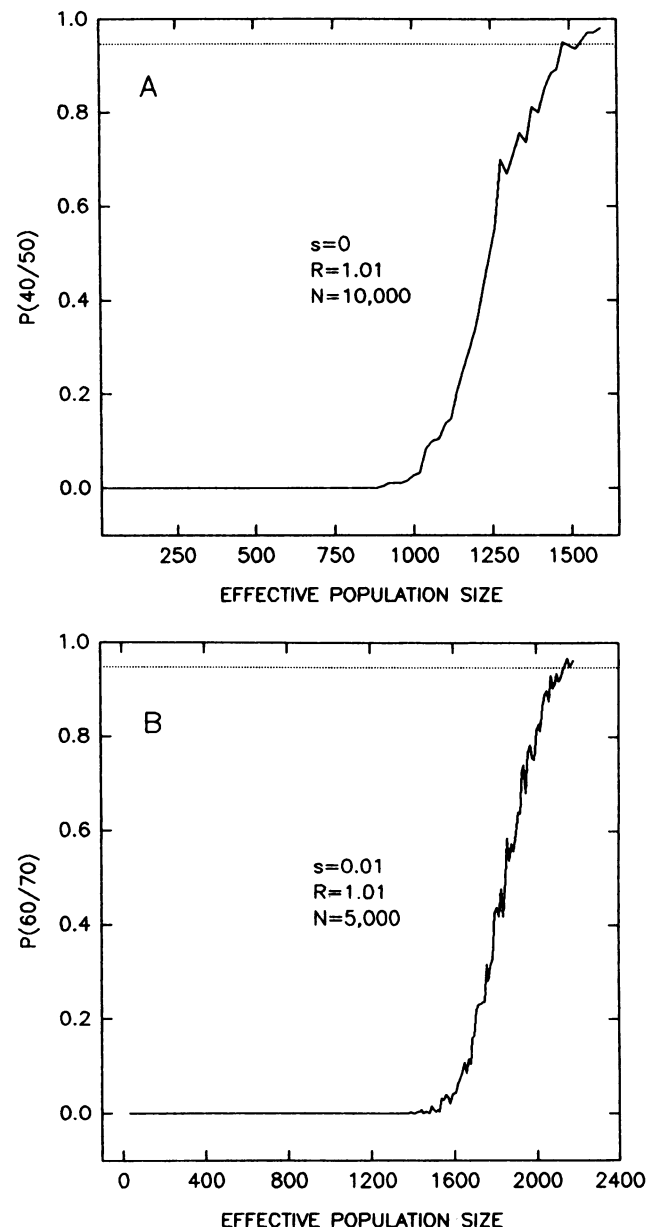 1.0
A
0.8
0.6
P(40/50)
s=0
R=1.01
N=10,000
0.4
0.2
0.0
250 500 750 1000 1250 1500
EFFECTIVE POPULATION SIZE
1.0
B
0.8
0.6
P(60/70)
s=0.01
R=1.01
N=5,000
0.4
0.2
0.0
0 400 800 1200 1600 2000 2400
EFFECTIVE POPULATION SIZE